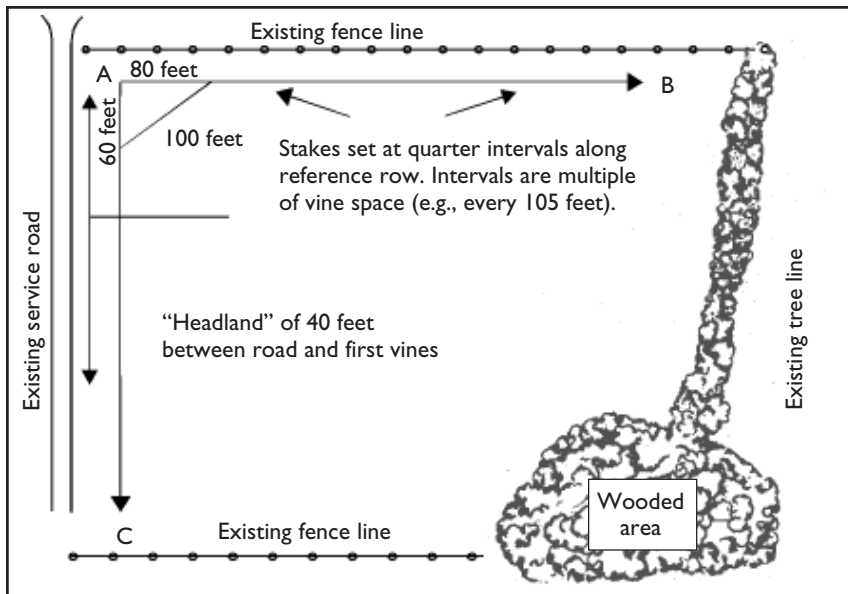 Existing fence line
A
80 feet
B
60 feet
100 feet
Stakes set at quarter intervals along
reference row. Intervals are multiple
of vine space (e.g., every 105 feet).
Existing service road
“Headland” of 40 feet
between road and first vines
Existing tree line
Wooded
area
C
Existing fence line